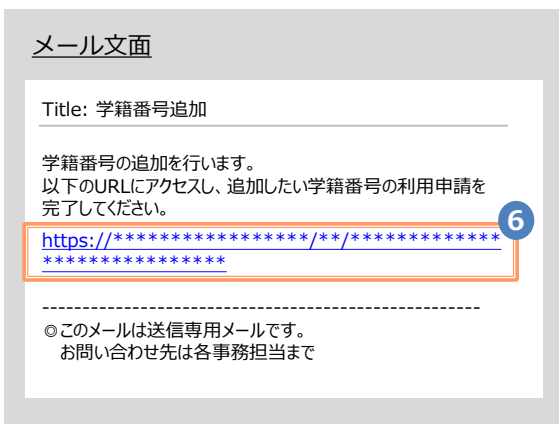 メール文面
Title: 学籍番号追加
学籍番号の追加を行います。
以下のURLにアクセスし、追加したい学籍番号の利用申請を
完了してください。
6
https://*****************/**/*************
****************
-------------------------------------------------------
◎このメールは送信専用メールです。
お問い合わせ先は各事務担当まで